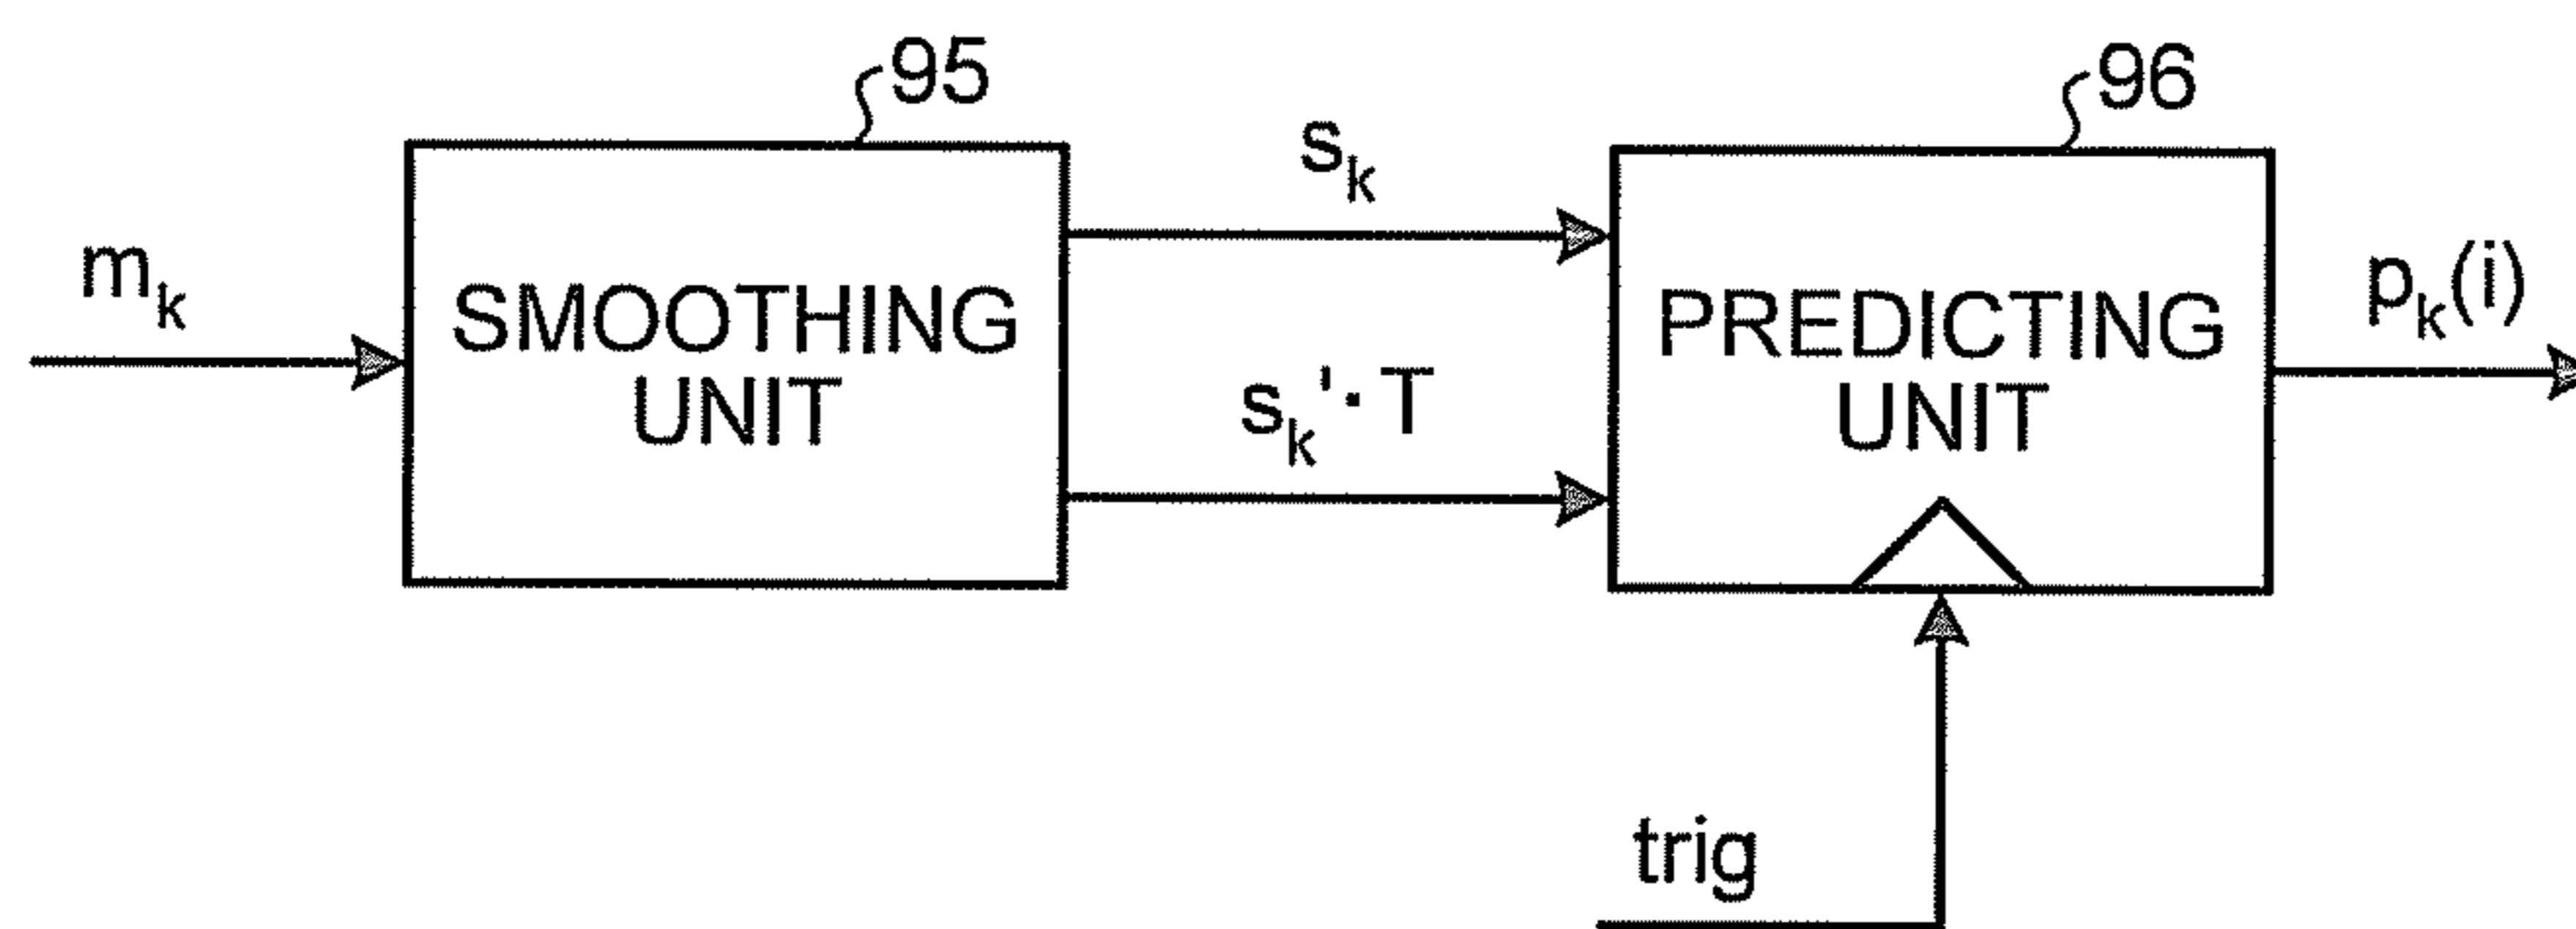 95
96
s_k
m_k
SMOOTHING
UNIT
s_k'·T
PREDICTING
UNIT
p_k(i)
trig